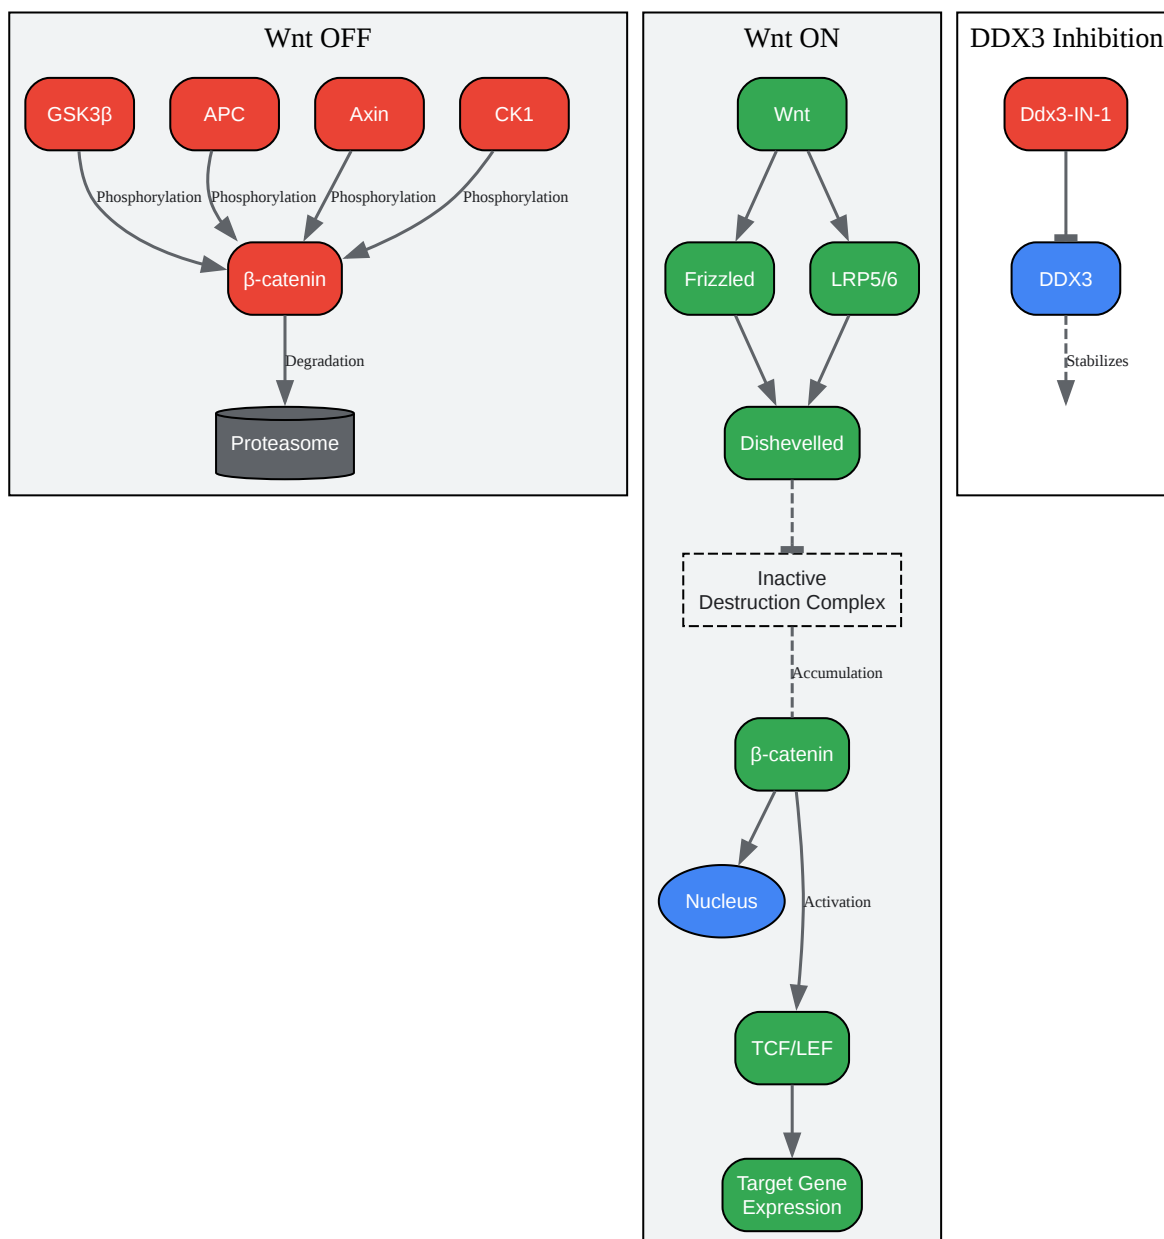 Wnt OFF
GSK3β
APC
Axin
CK1
Phosphorylation
Phosphorylation
Phosphorylation
Phosphorylation
β-catenin
Degradation
Proteasome
Wnt ON
Wnt
Frizzled
LRP5/6
Dishevelled
Inactive
Destruction Complex
Accumulation
β-catenin
Nucleus
Activation
TCF/LEF
Target Gene
Expression
DDX3 Inhibition
Ddx3-IN-1
DDX3
Stabilizes